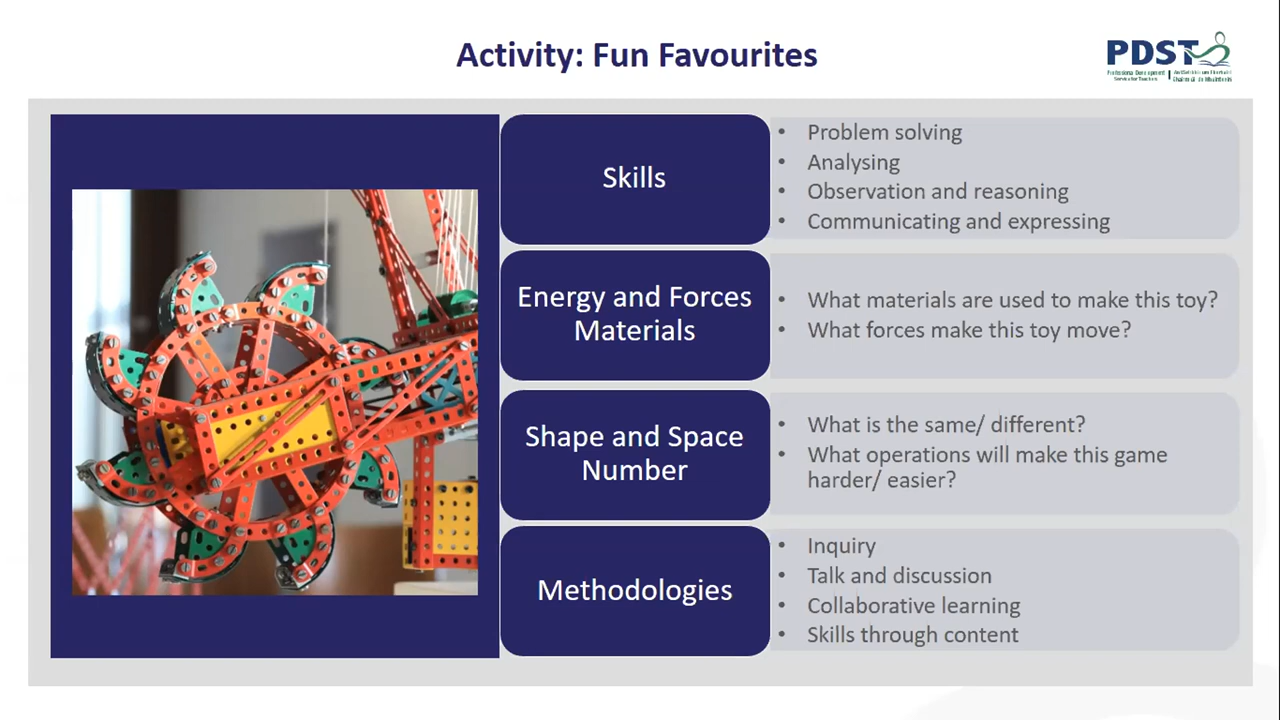 Activity: Fun Favourites
PDST
Skills
• Problem solving
• Analysing
• Observation and reasoning
• Communicating and expressing
Energy and Forces
Materials
• What materials are used to make this toy?
• What forces make this toy move?
Shape and Space
Number
• What is the same/ different?
• What operations will make this game
harder/ easier?
Methodologies
• Inquiry
• Talk and discussion
• Collaborative learning
• Skills through content